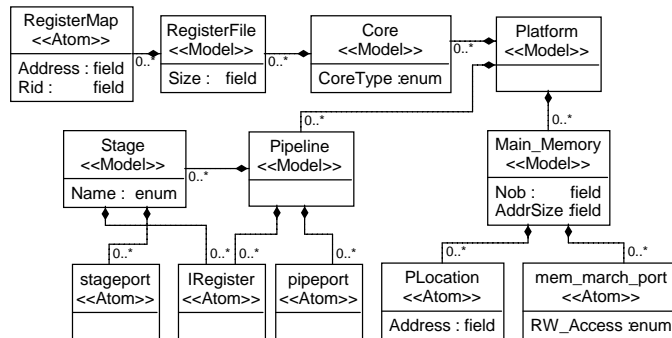 RegisterMap
<<Atom>>
Address : field
Rid : field
0..*
RegisterFile
<<Model>>
Size : field
0..*
Core
<<Model>>
CoreType :enum
0..*
Platform
<<Model>>
0..*
0..*
Stage
<<Model>>
Name : enum
0..*
Pipeline
<<Model>>
Main_Memory
<<Model>>
Nob : field
AddrSize :field
0..*
0..*
0..*
0..*
0..*
0..*
stageport
<<Atom>>
IRegister
<<Atom>>
pipeport
<<Atom>>
PLocation
<<Atom>>
Address : field
mem_march_port
<<Atom>>
RW_Access :enum